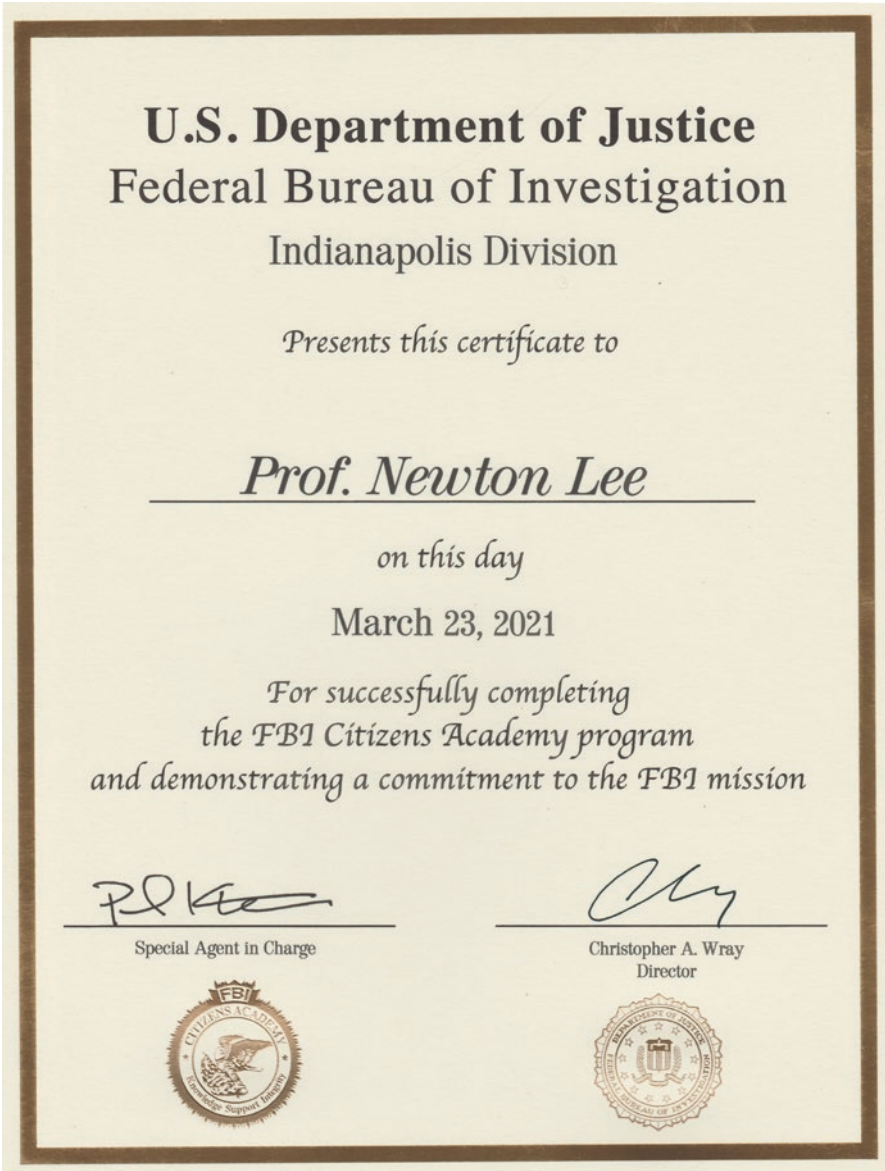 U.S. Department of Justice
Federal Bureau of Investigation
Indianapolis Division
Presents this certificate to
Prof. Newton Lee
on this day
March 23, 2021
For successfully completing
the FBI Citizens Academy program
and demonstrating a commitment to the FBI mission
Special Agent in Charge
Christopher A. Wray
Director
FBI
CITIZENS ACADEMY
Knowledge Support Integrity
DEPARTMENT OF JUSTICE
FEDERAL BUREAU OF INVESTIGATION